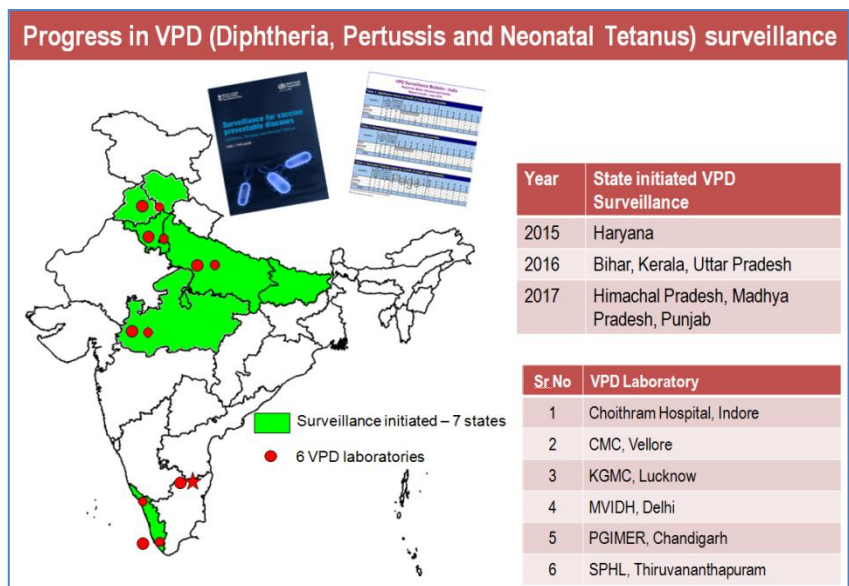 Progress in VPD (Diphtheria, Pertussis and Neonatal Tetanus) surveillance
Surveillance for vaccine
preventable diseases
VPD Surveillance Bulletin - India
Year State initiated VPD
Surveillance
2015 Haryana
2016 Bihar, Kerala, Uttar Pradesh
2017 Himachal Pradesh, Madhya
Pradesh, Punjab
Surveillance initiated – 7 states
6 VPD laboratories
Sr No VPD Laboratory
1 Choithram Hospital, Indore
2 CMC, Vellore
3 KGMC, Lucknow
4 MVIDH, Delhi
5 PGIMER, Chandigarh
6 SPHL, Thiruvananthapuram